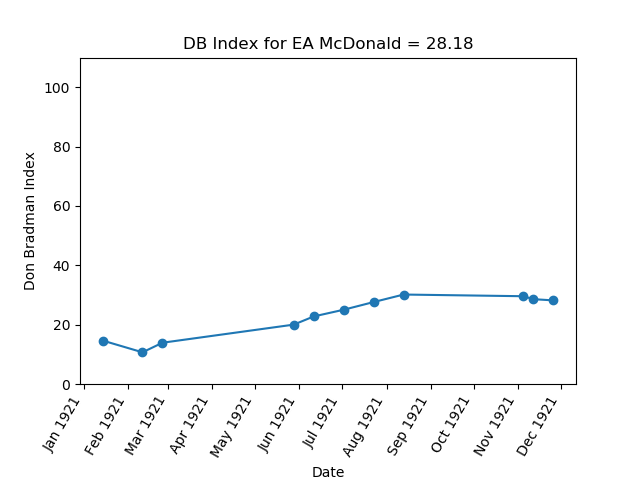 DB Index for EA McDonald = 28.18
100
80
60
40
20
0
Don Bradman Index
Jan 1921
Feb 1921
Mar 1921
Apr 1921
May 1921
Jun 1921
Jul 1921
Aug 1921
Sep 1921
Oct 1921
Nov 1921
Dec 1921
Date